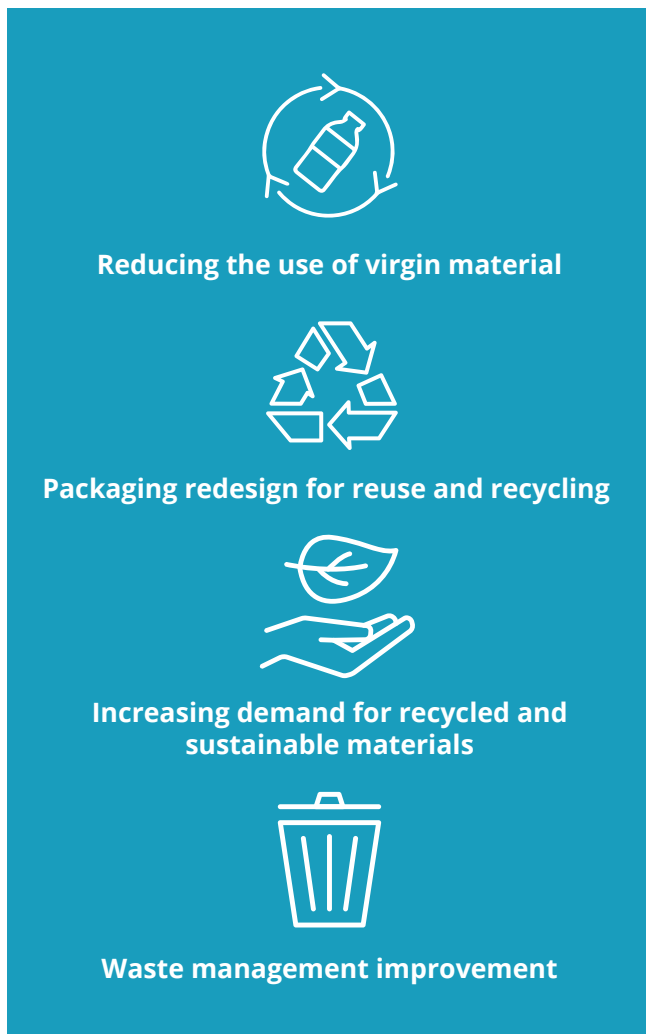 Reducing the use of virgin material
Packaging redesign for reuse and recycling
Increasing demand for recycled and
sustainable materials
Waste management improvement